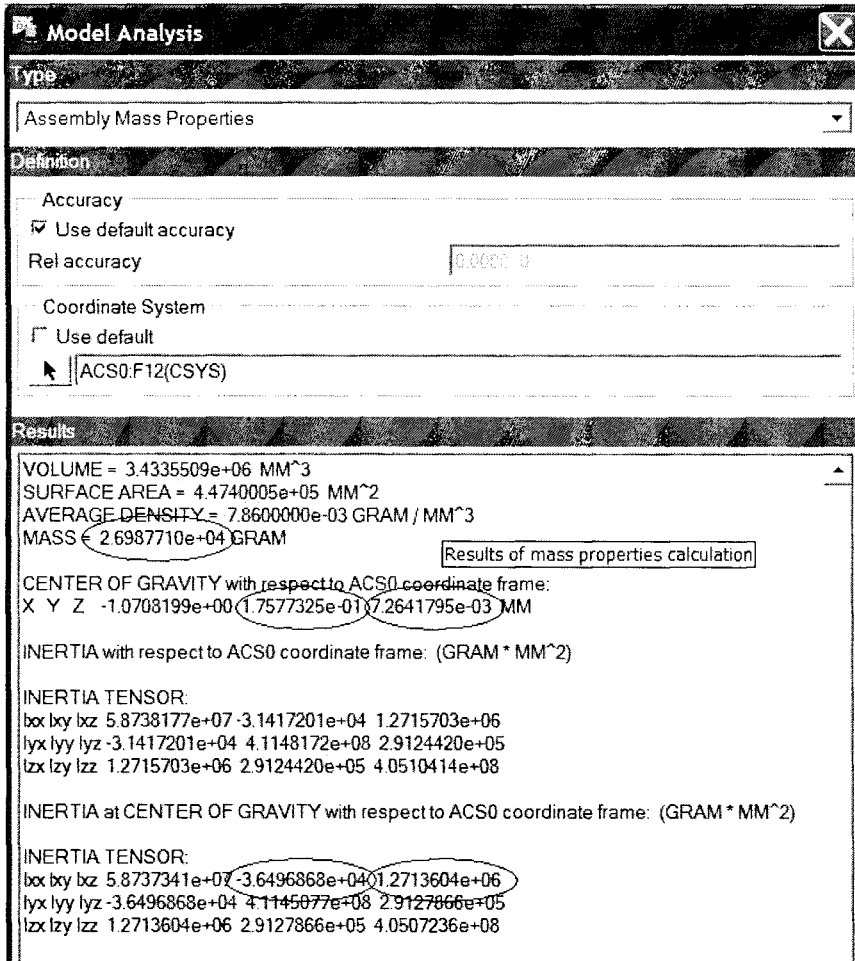 Model Analysis
Type
Assembly Mass Properties
Definition
Accuracy
Use default accuracy
Rel accuracy
Coordinate System
Use default
ACS0:F12(CSYS)
Results
VOLUME = 3.4335509e+06 MM^3
SURFACE AREA = 4.4740005e+05 MM^2
AVERAGE DENSITY = 7.8600000e-03 GRAM / MM^3
MASS = 2.6987710e+04 GRAM
Results of mass properties calculation
CENTER OF GRAVITY with respect to ACS0 coordinate frame:
X Y Z -1.0708199e+00 1.7577325e-01 7.2641795e-03 MM
INERTIA with respect to ACS0 coordinate frame: (GRAM * MM^2)
INERTIA TENSOR:
Ixx Ixy Ixz 5.8738177e+07 -3.1417201e+04 1.2715703e+06
Iyx Iyy Iyz -3.1417201e+04 4.1148172e+08 2.9124420e+05
Izx Izy Izz 1.2715703e+06 2.9124420e+05 4.0510414e+08
INERTIA at CENTER OF GRAVITY with respect to ACS0 coordinate frame: (GRAM * MM^2)
INERTIA TENSOR:
Ixx Ixy Ixz 5.8737341e+07 -3.6496868e+04 1.2713604e+06
Iyx Iyy Iyz -3.6496868e+04 4.1145077e+08 2.9127866e+05
Izx Izy Izz 1.2713604e+06 2.9127866e+05 4.0507236e+08